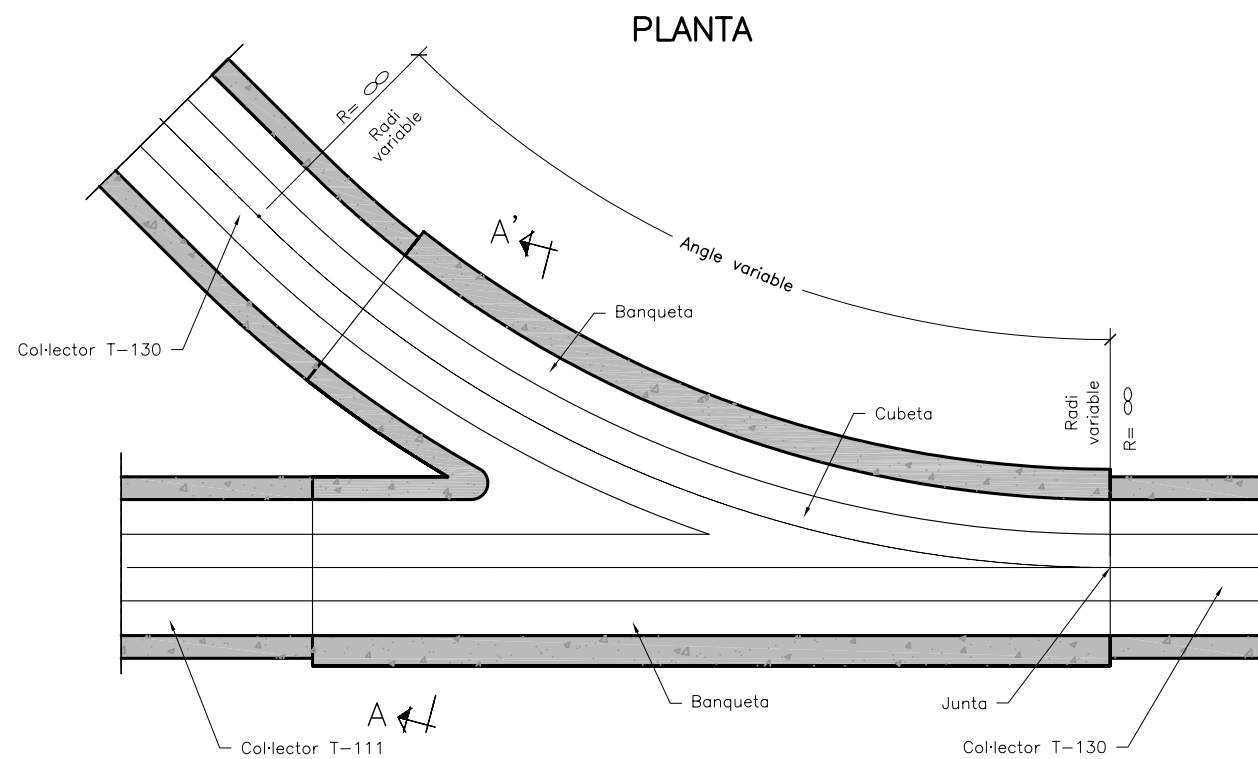 PLANTA
R= ∞
Radi
variable
A'
Angle variable
Banqueta
Col·lector T-130
Cubeta
Radi
variable
R= ∞
A
Banqueta
Junta
Col·lector T-111
Col·lector T-130